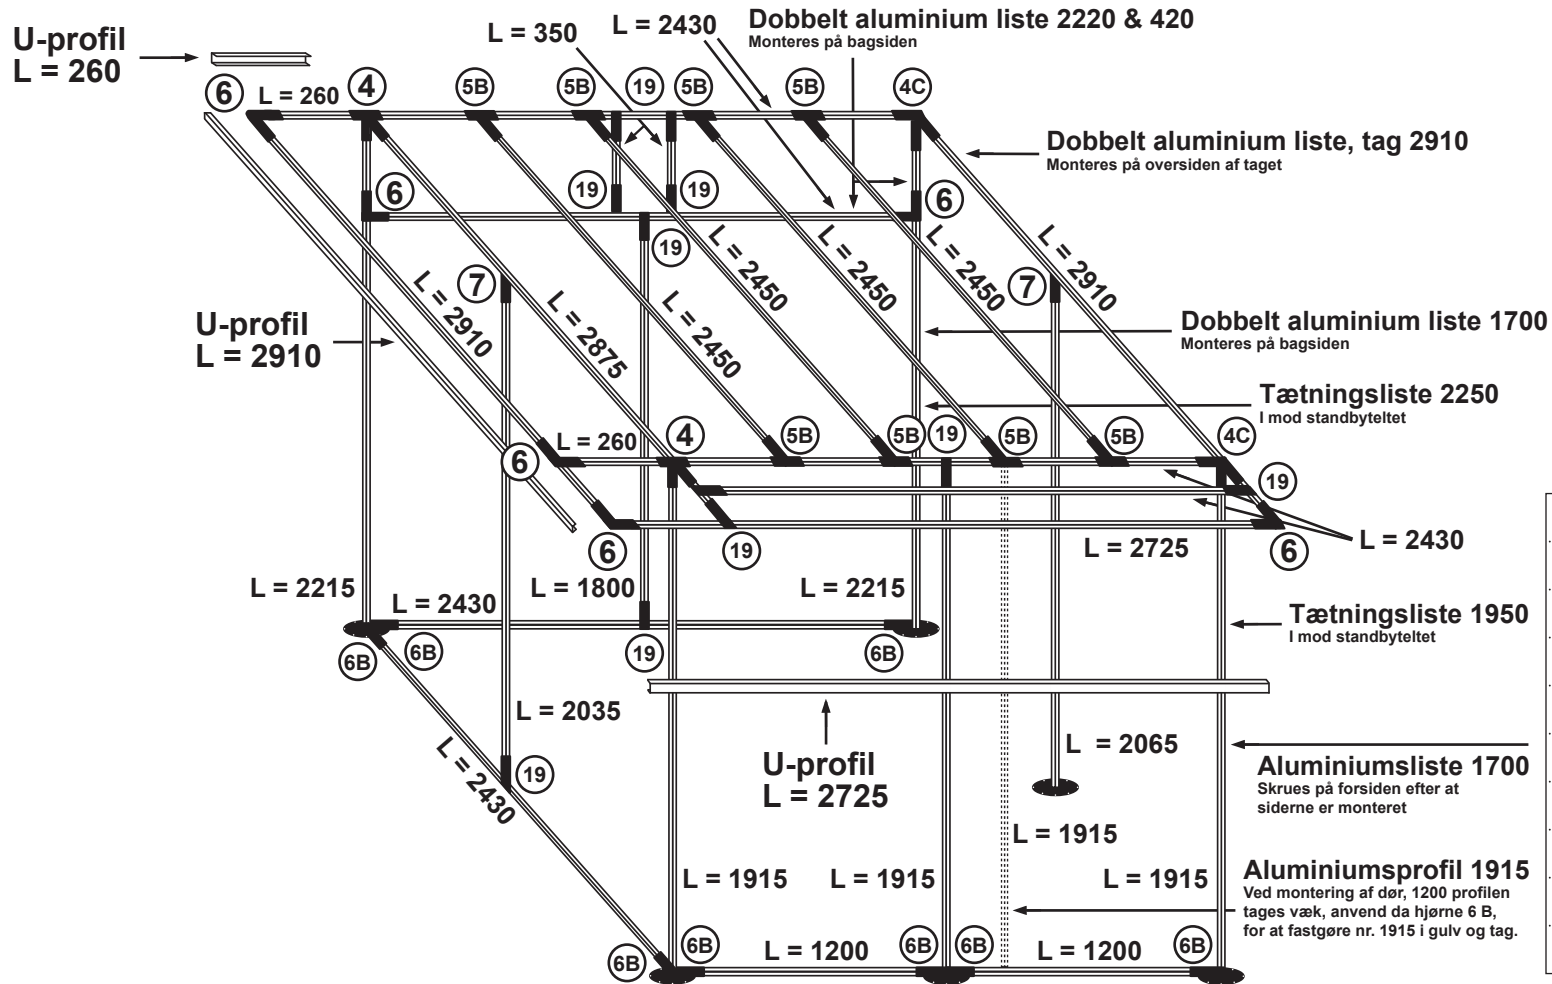 U-profil
L = 260
L = 350
L = 2430
Dobbelt aluminium liste 2220 & 420
Monteres på bagsiden
6
L = 260
4
5B
5B
19
5B
5B
4C
Dobbelt aluminium liste, tag 2910
Monteres på oversiden af taget
6
19
19
6
19
7
7
L = 2450
L = 2450
L = 2450
L = 2910
U-profil
L = 2910
L = 2910
L = 2875
L = 2450
Dobbelt aluminium liste 1700
Monteres på bagsiden
Tætningsliste 2250
I mod standbyteltet
6
L = 260
4
5B
5B
19
5B
5B
4C
19
6
19
L = 2725
6
L = 2430
L = 2215
L = 2430
L = 1800
L = 2215
Tætningsliste 1950
I mod standbyteltet
6B
6B
19
6B
L = 2035
L = 2430
19
U-profil
L = 2725
L = 2065
Aluminiumsliste 1700
Skrues på forsiden efter at
siderne er monteret
L = 1915
L = 1915
L = 1915
L = 1915
Aluminiumsprofil 1915
Ved montering af dør, 1200 profilen
tages væk, anvend da hjørne 6 B,
for at fastgøre nr. 1915 i gulv og tag.
6B
6B
L = 1200
6B
6B
L = 1200
6B